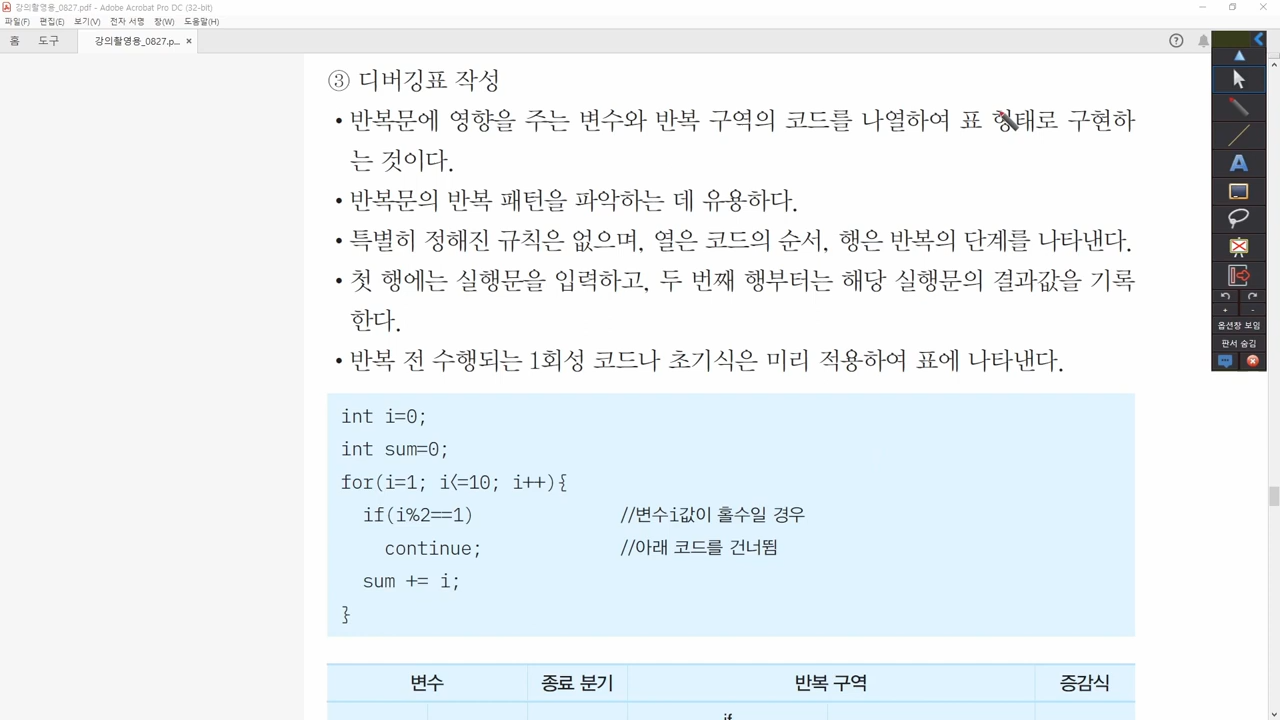 강의촬영용_0827.pdf - Adobe Acrobat Pro DC (32-bit)
파일(F) 편집(E) 보기(V) 전자 서명 창(W) 도움말(H)
홈 도구 강의촬영용_0827.p... ×
③ 디버깅표 작성
• 반복문에 영향을 주는 변수와 반복 구역의 코드를 나열하여 표 형태로 구현하
는 것이다.
• 반복문의 반복 패턴을 파악하는 데 유용하다.
• 특별히 정해진 규칙은 없으며, 열은 코드의 순서, 행은 반복의 단계를 나타낸다.
• 첫 행에는 실행문을 입력하고, 두 번째 행부터는 해당 실행문의 결과값을 기록
한다.
• 반복 전 수행되는 1회성 코드나 초기식은 미리 적용하여 표에 나타낸다.
int i=0;
int sum=0;
for(i=1; i<=10; i++){
if(i%2==1) //변수i값이 홀수일 경우
continue; //아래 코드를 건너뜀
sum += i;
}
변수 종료 분기 반복 구역 증감식
if
A
+ -
옵션창 보임
판서 숨김